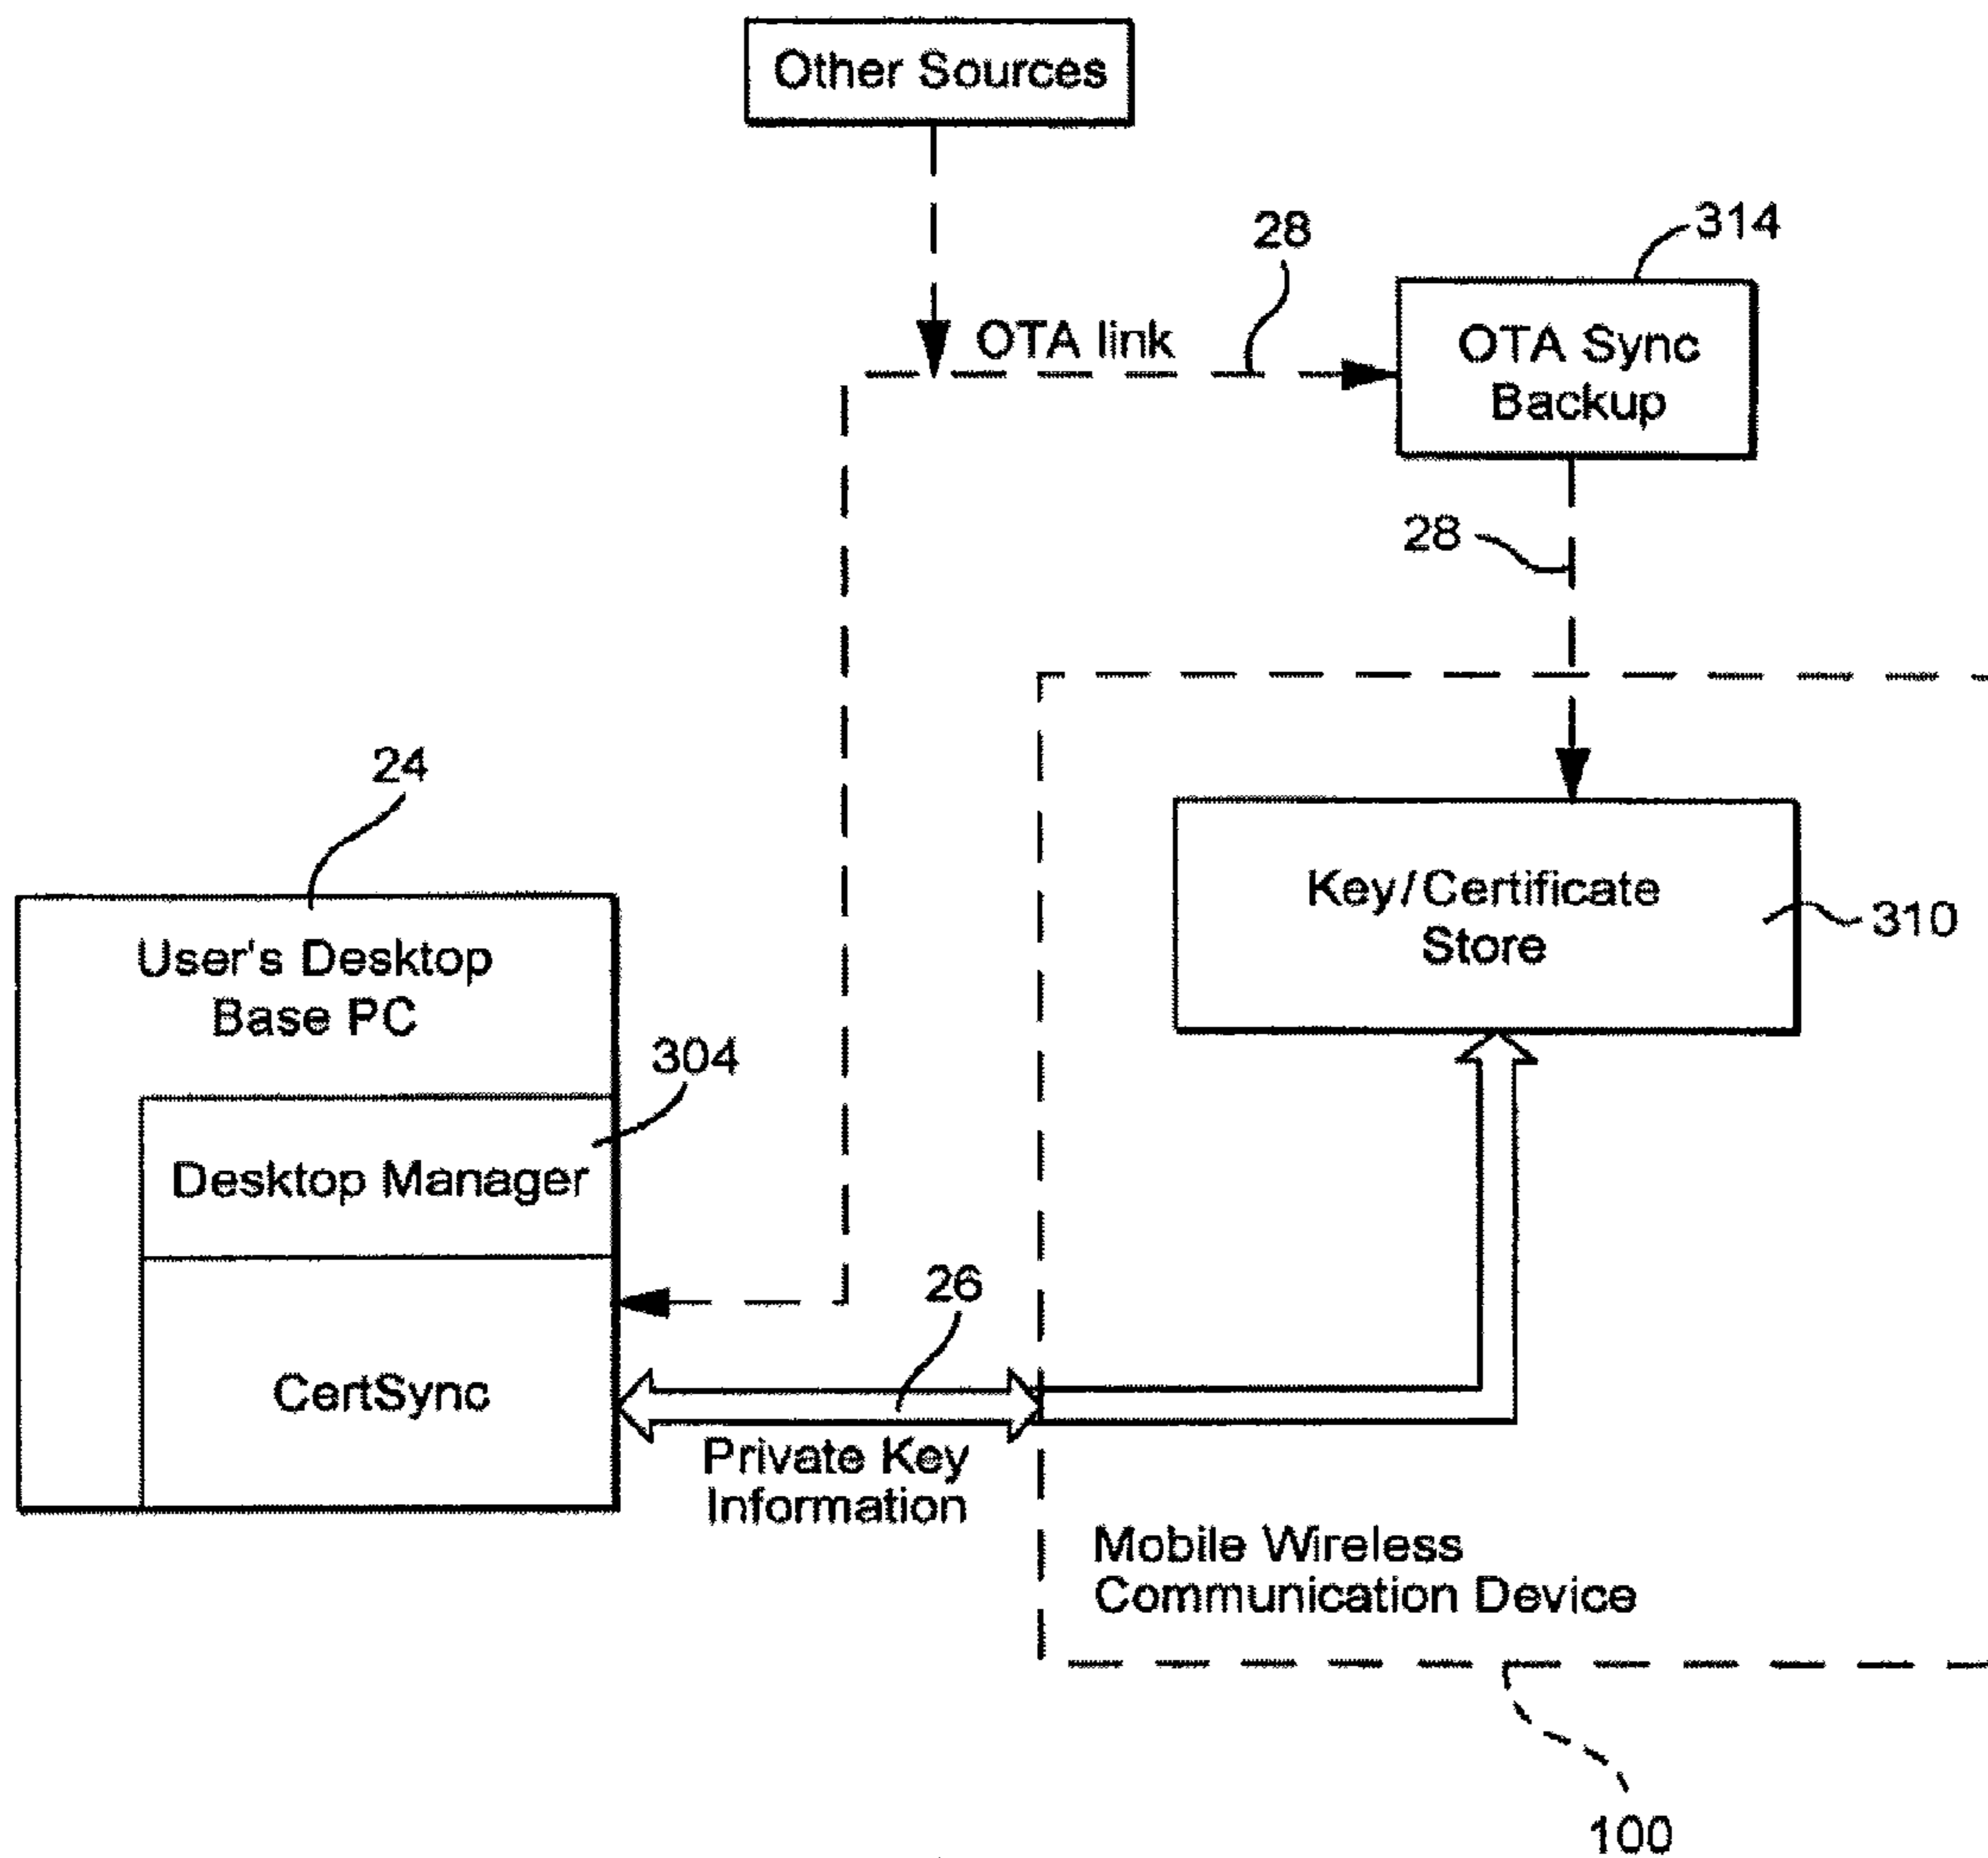 Other Sources
314
28
OTA link
OTA Sync
Backup
28
24
Key/Certificate
Store
310
User's Desktop
Base PC
304
Desktop Manager
26
CertSync
Private Key
Information
Mobile Wireless
Communication Device
100